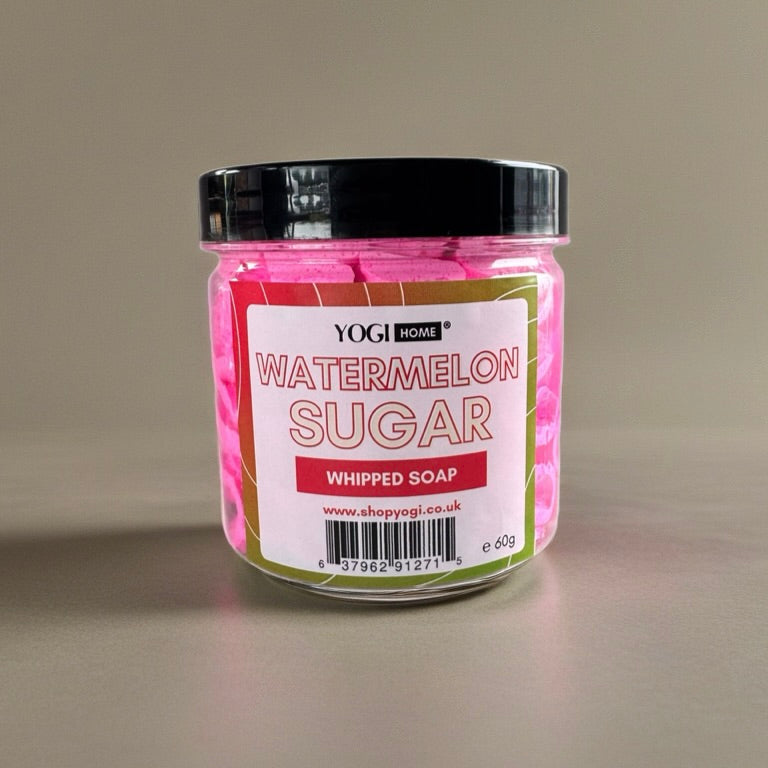 YOGI HOME®
WATERMELON
SUGAR
WHIPPED SOAP
www.shopyogi.co.uk
e 60g
6 37962 91271 5